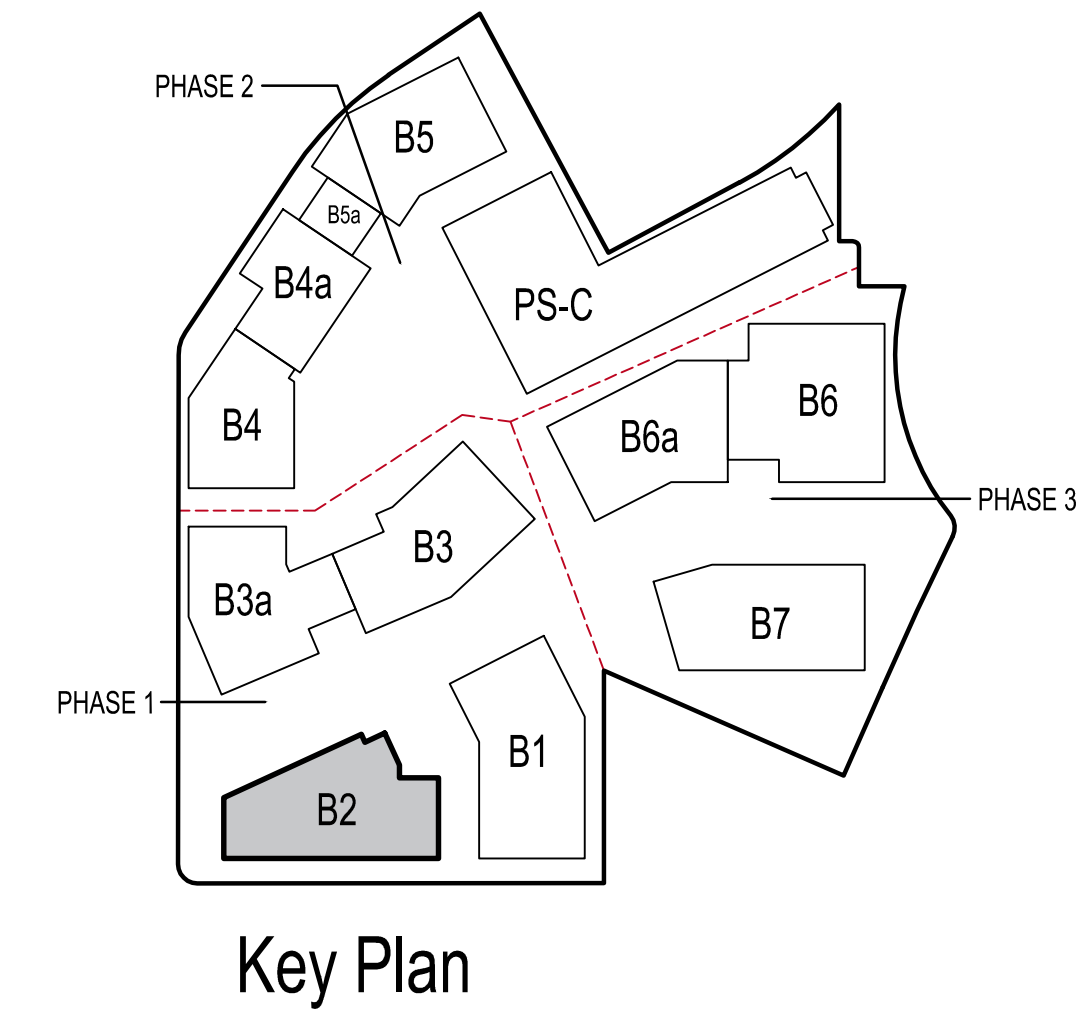 PHASE 2
B5
B5a
B4a
PS-C
B4
B6a
B6
PHASE 3
B3
B3a
B7
PHASE 1
B1
B2
Key Plan